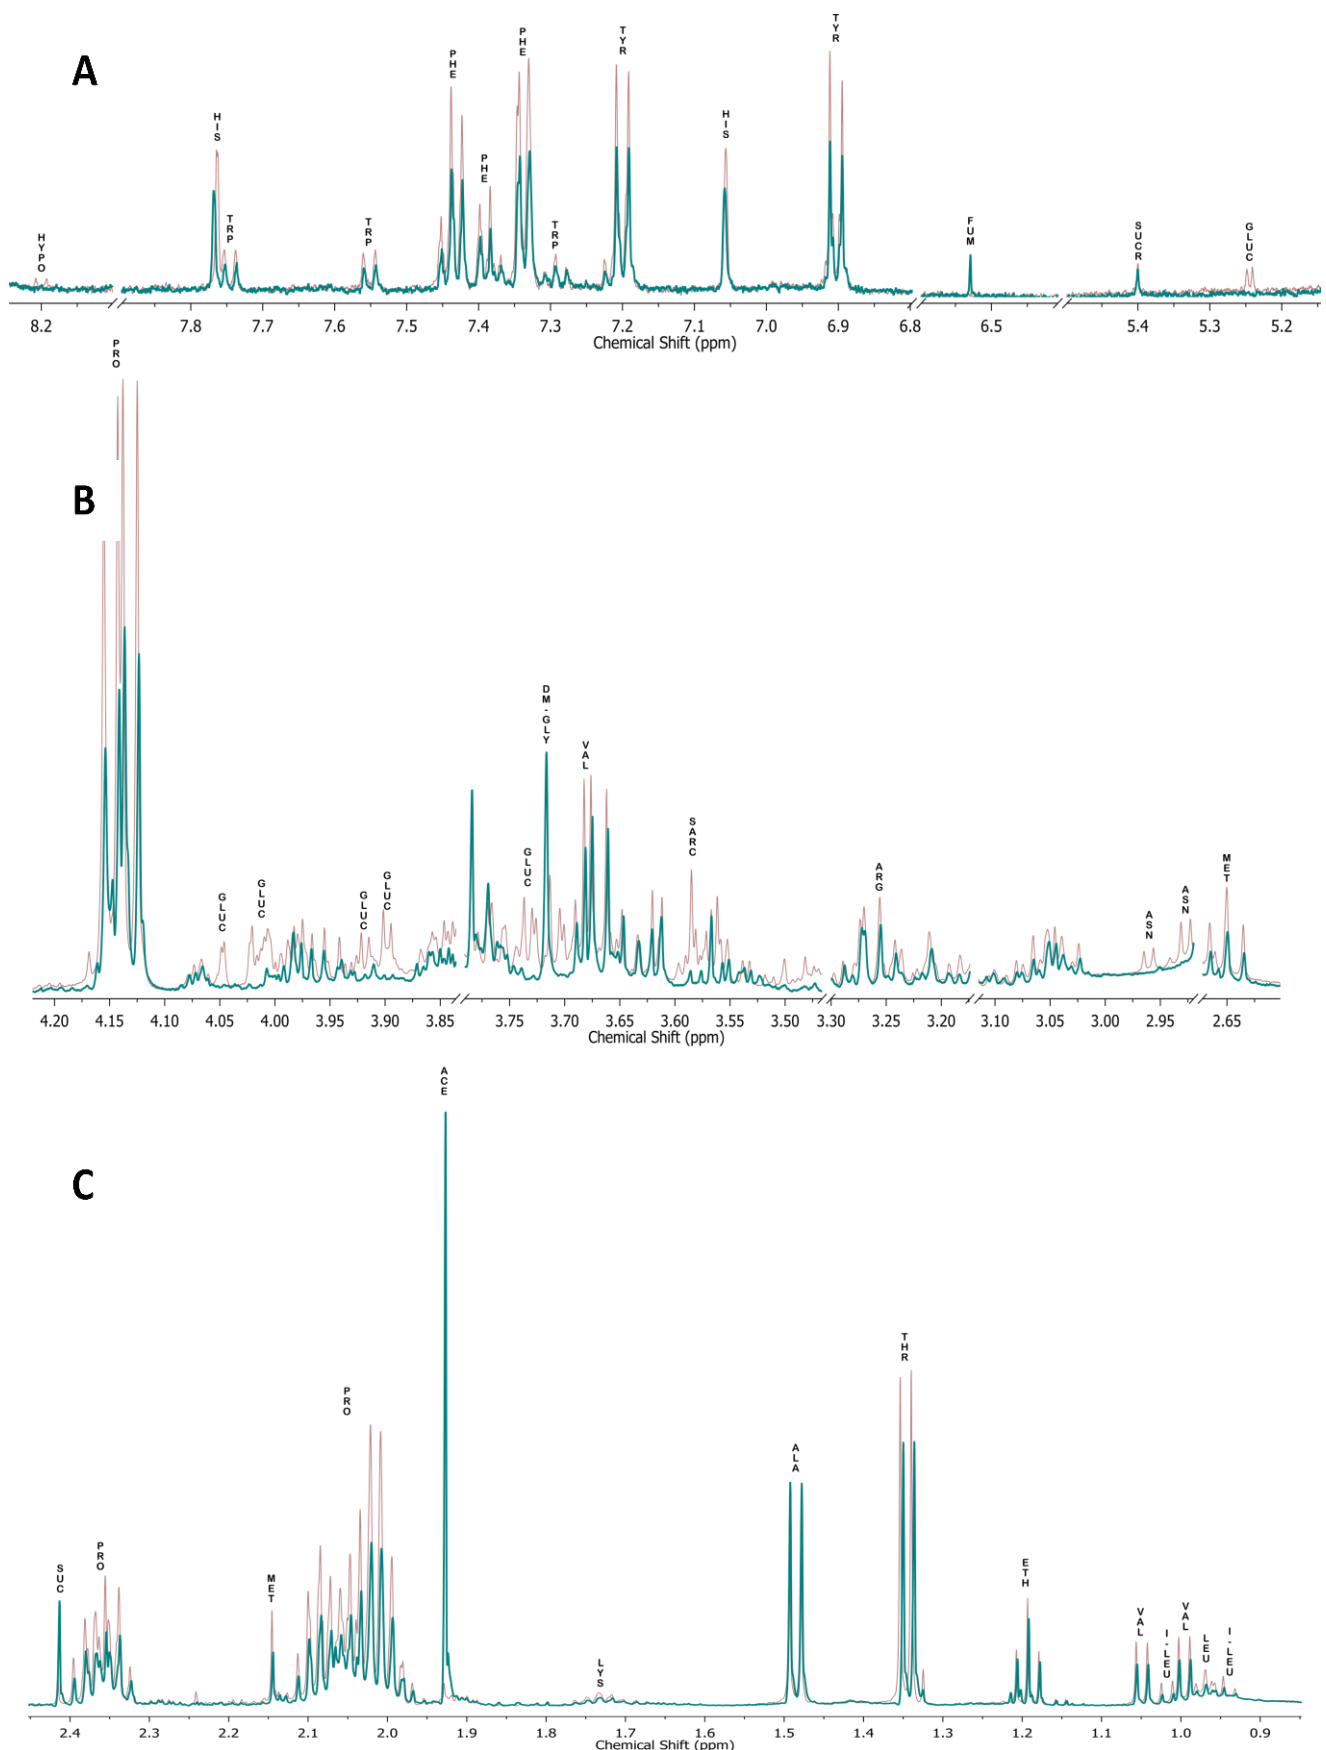 A
HYPO
HIS
TRP
TRP
PHE
PHE
PHE
TRP
TYR
HIS
TYR
FUM
SUCR
GLUC
8.2 7.8 7.7 7.6 7.5 7.4 7.3 7.2 7.1 7.0 6.9 6.8 6.5 5.4 5.3 5.2
Chemical Shift (ppm)
B
PRO
GLUC
GLUC
GLUC
GLUC
GLUC
DM-GLY
VAL
SARC
ARG
ASN
ASN
MET
4.20 4.15 4.10 4.05 4.00 3.95 3.90 3.85 3.75 3.70 3.65 3.60 3.55 3.50 3.30 3.25 3.20 3.10 3.05 3.00 2.95 2.65
Chemical Shift (ppm)
C
SUC
PRO
MET
PRO
ACE
LYS
ALA
THR
ETH
VAL
I-LEU
VAL
LEU
I-LEU
2.4 2.3 2.2 2.1 2.0 1.9 1.8 1.7 1.6 1.5 1.4 1.3 1.2 1.1 1.0 0.9
Chemical Shift (ppm)